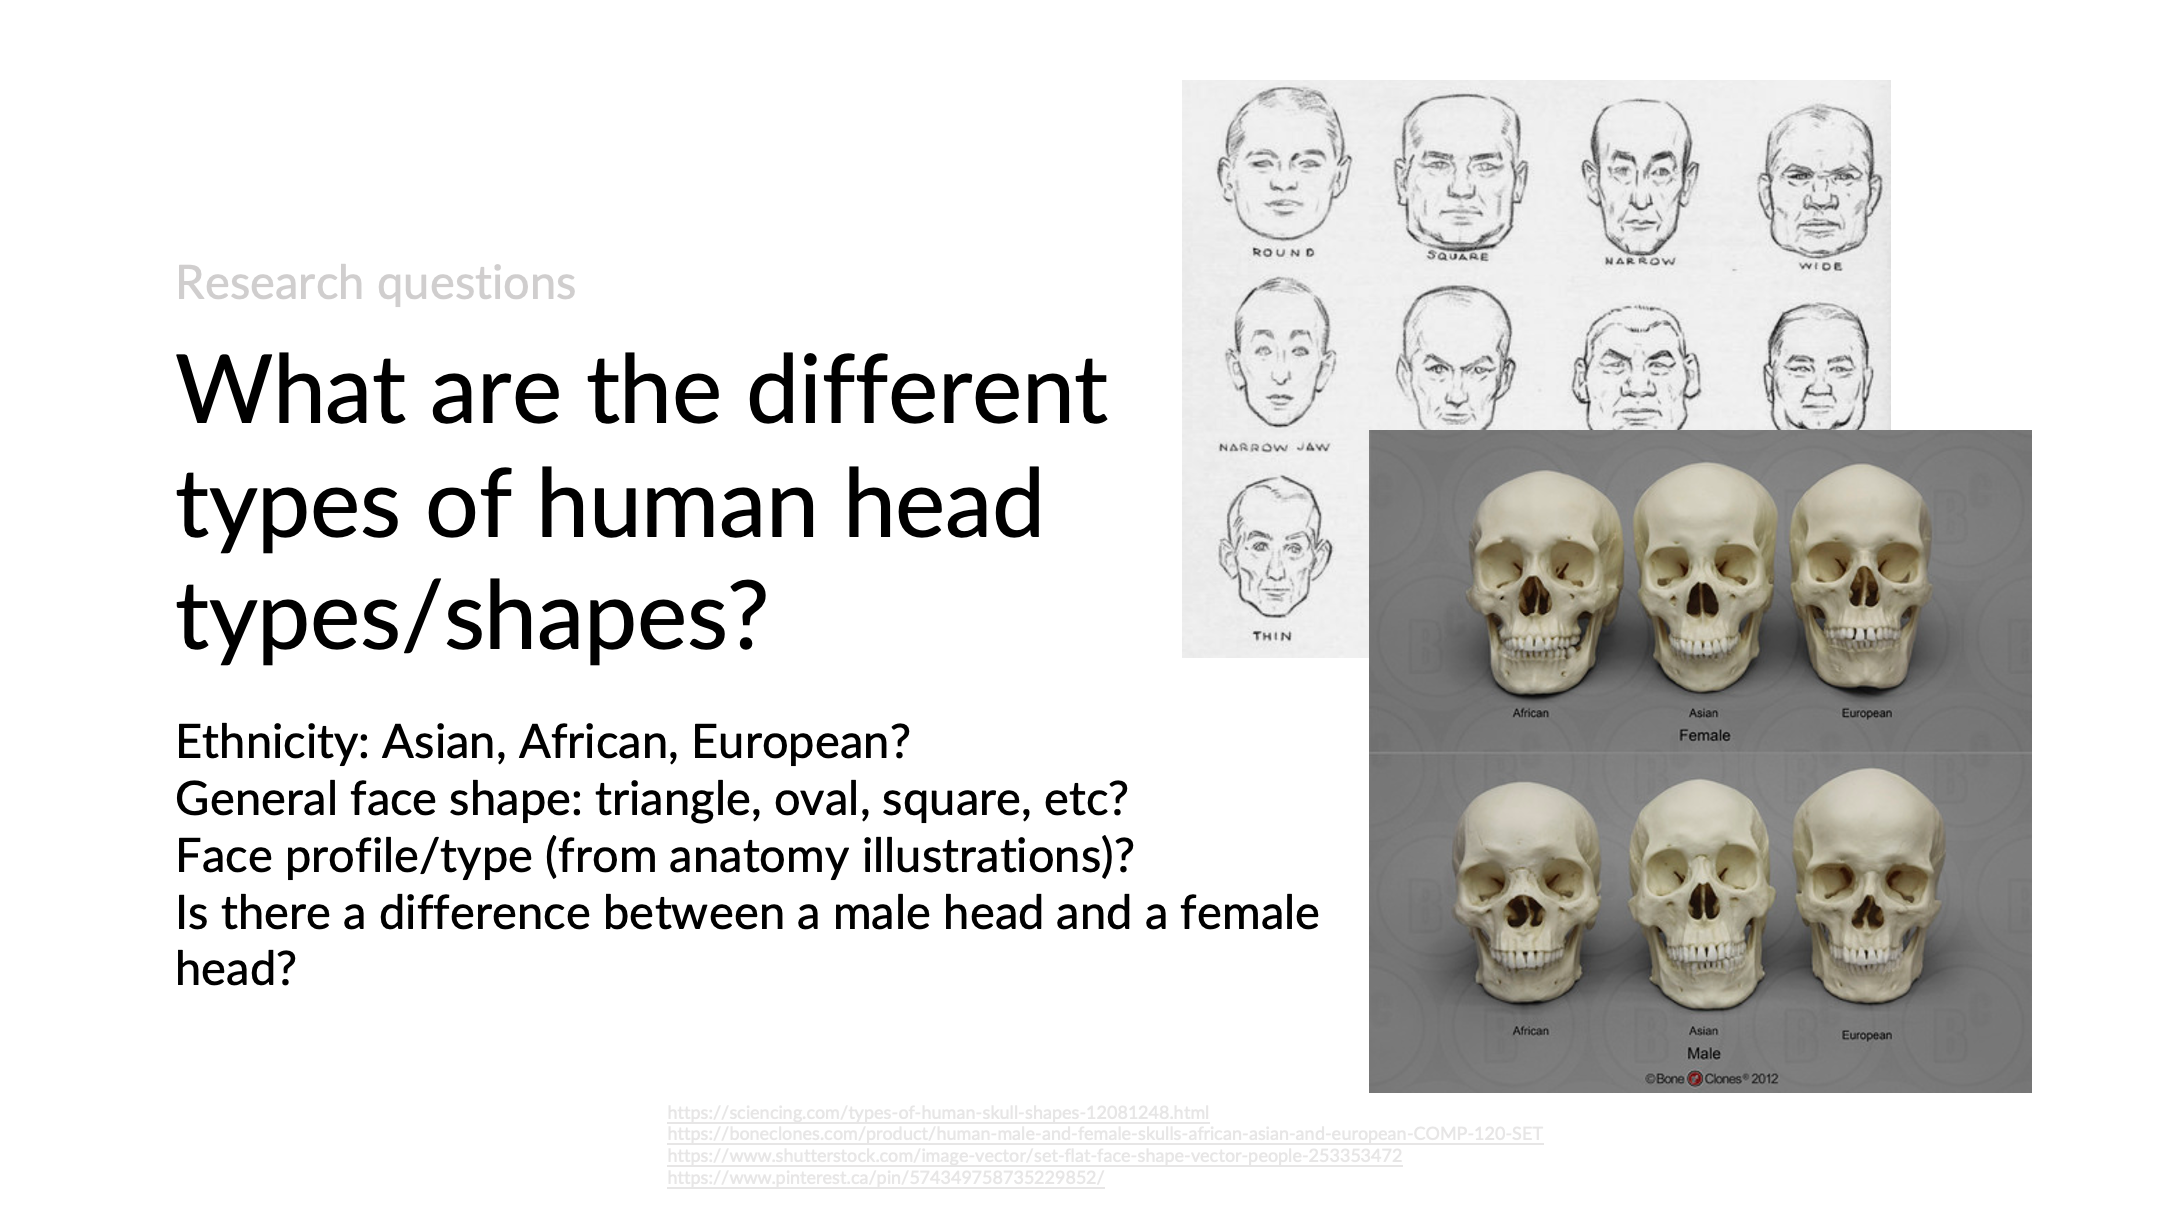 Research questions
What are the different
types of human head
types/shapes?
Ethnicity: Asian, African, European?
General face shape: triangle, oval, square, etc?
Face profile/type (from anatomy illustrations)?
Is there a difference between a male head and a female
head?
ROUND
SQUARE
NARROW
WIDE
NARROW JAW
THIN
African
Asian
European
Female
African
Asian
European
Male
©Bone Clones® 2012
https://sciencing.com/types-of-human-skull-shapes-12081248.html
https://boneclones.com/product/human-male-and-female-skulls-african-asian-and-european-COMP-120-SET
https://www.shutterstock.com/image-vector/set-flat-face-shape-vector-people-253353472
https://www.pinterest.ca/pin/574349758735229852/